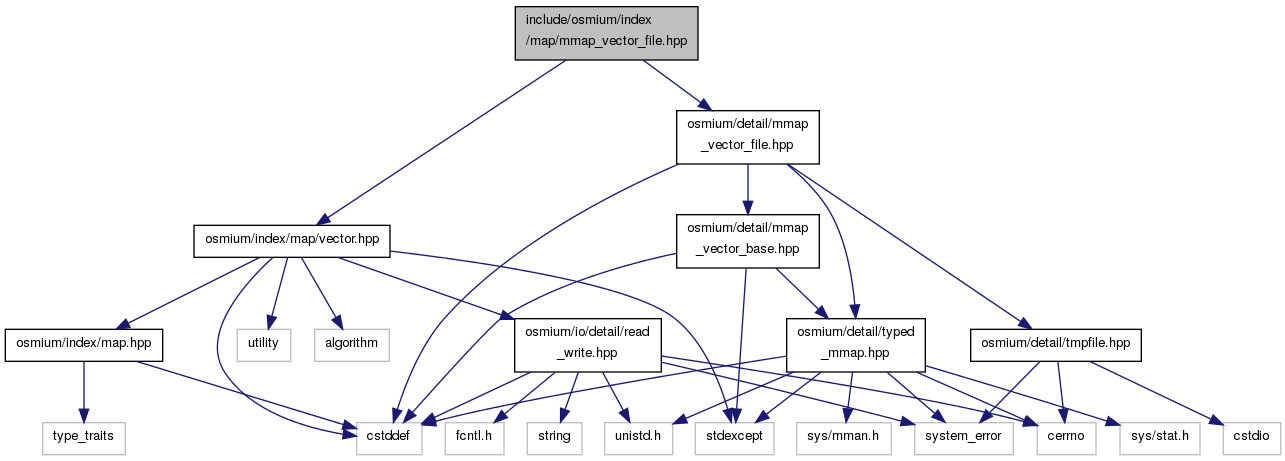 include/osmium/index
/map/mmap_vector_file.hpp
osmium/detail/mmap
_vector_file.hpp
osmium/index/map/vector.hpp
osmium/detail/mmap
_vector_base.hpp
osmium/index/map.hpp
utility
algorithm
osmium/io/detail/read
_write.hpp
osmium/detail/typed
_mmap.hpp
osmium/detail/tmpfile.hpp
type_traits
cstddef
fcntl.h
string
unistd.h
stdexcept
sys/mman.h
system_error
cerrno
sys/stat.h
cstdio